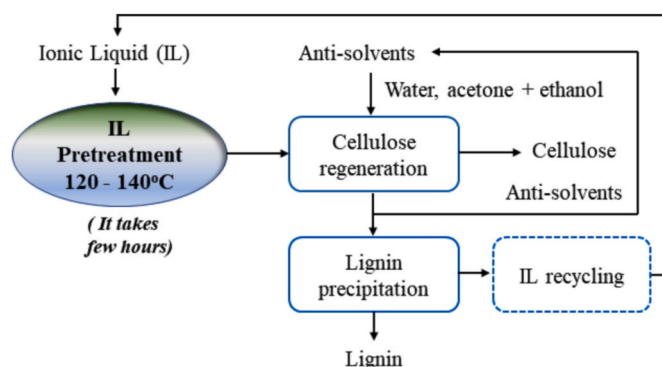 Ionic Liquid (IL)
Anti-solvents
Water, acetone + ethanol
IL
Pretreatment
120 - 140°C
( It takes
few hours)
Cellulose
regeneration
Cellulose
Anti-solvents
Lignin
precipitation
IL recycling
Lignin